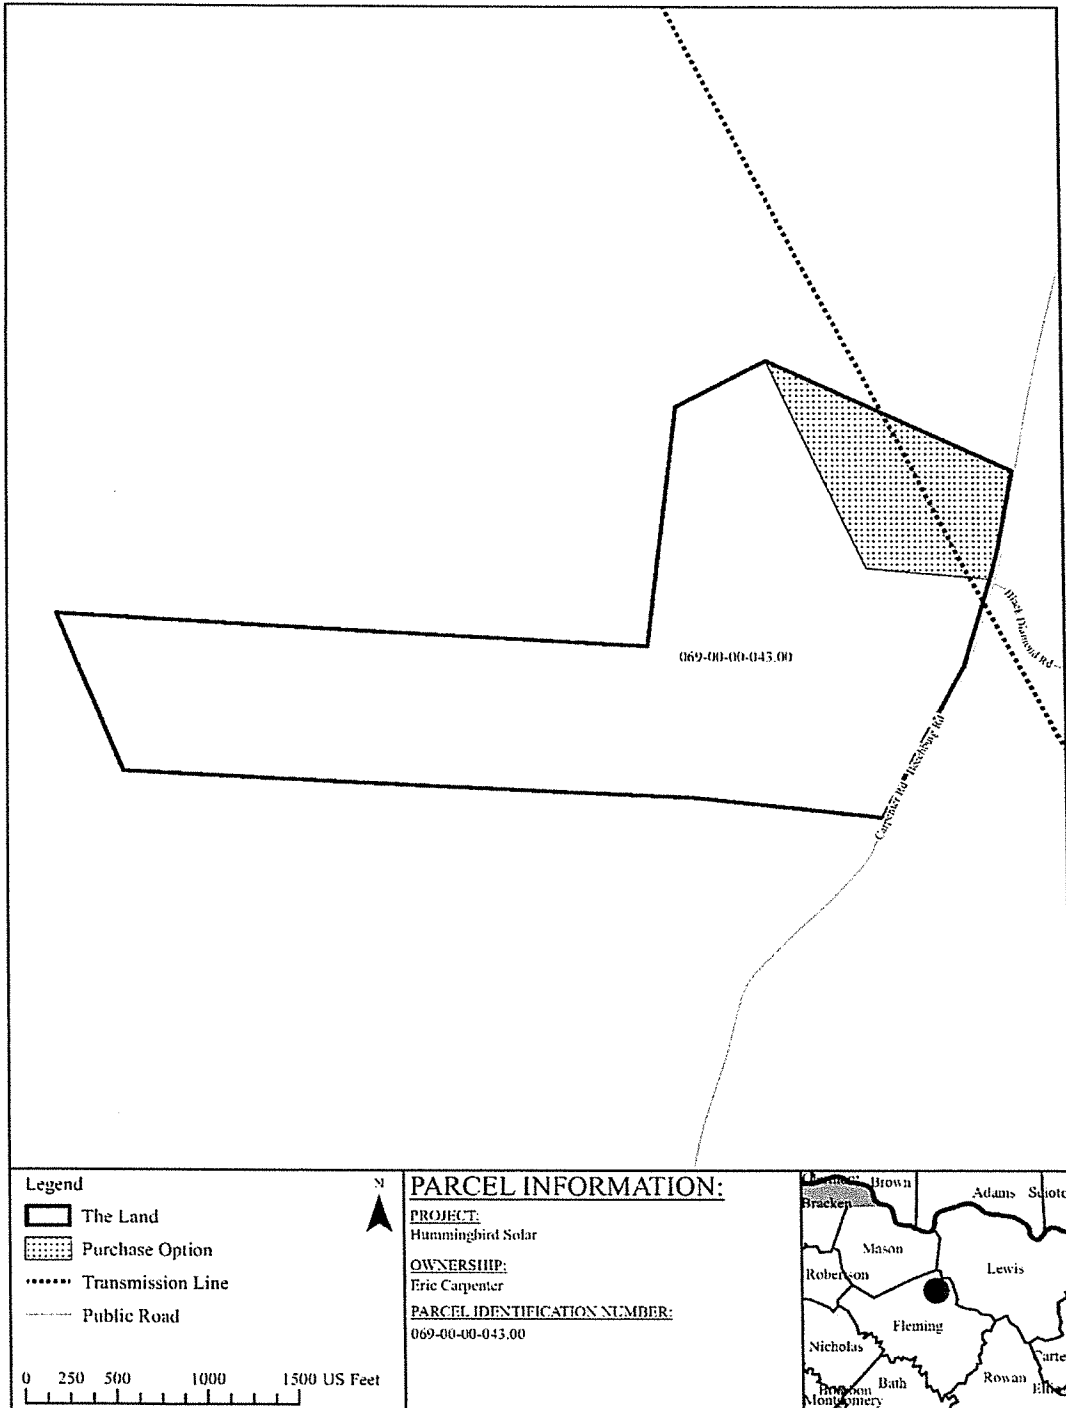 069-00-00-043.00
Black Diamond Rd
Carpenter Rd
Legend
N
The Land
Purchase Option
Transmission Line
Public Road
0 250 500 1000 1500 US Feet
PARCEL INFORMATION:
PROJECT:
Hummingbird Solar
OWNERSHIP:
Eric Carpenter
PARCEL IDENTIFICATION NUMBER:
069-00-00-043.00
Brown
Adams
Bracken
Mason
Lewis
Robertson
Fleming
Nicholas
Rowan
Bath
Montgomery